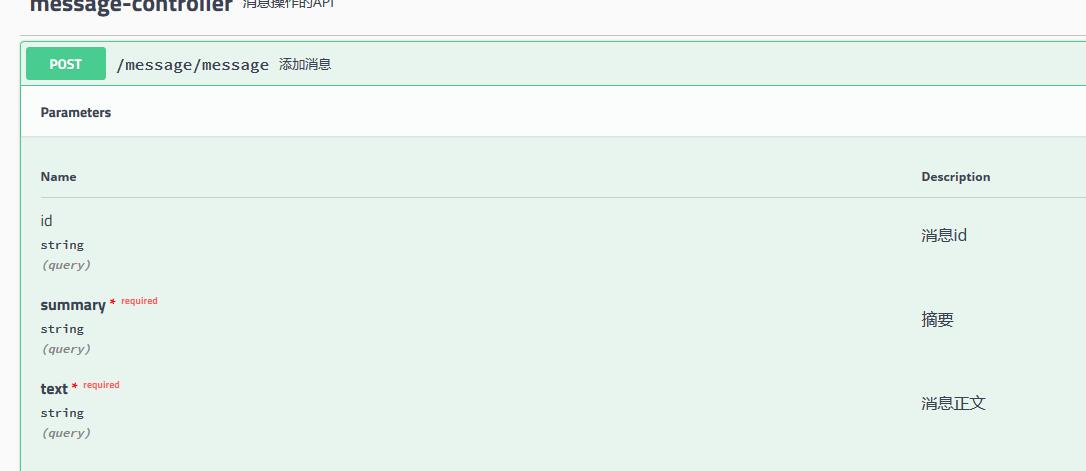 message-controller 消息操作的API
POST /message/message 添加消息
Parameters
Name Description
id
string
(query)
消息id
summary * required
string
(query)
摘要
text * required
string
(query)
消息正文